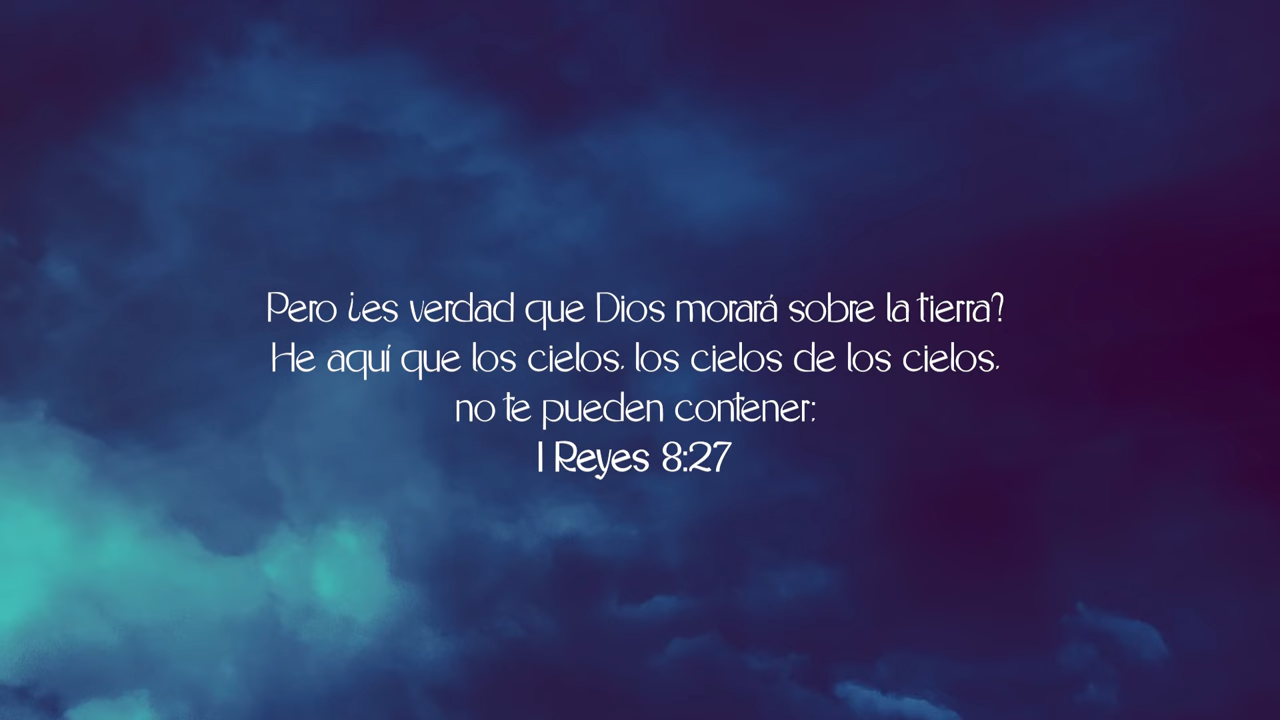 Pero ¿es verdad que Dios morará sobre la tierra?
He aquí que los cielos, los cielos de los cielos,
no te pueden contener;
I Reyes 8:27